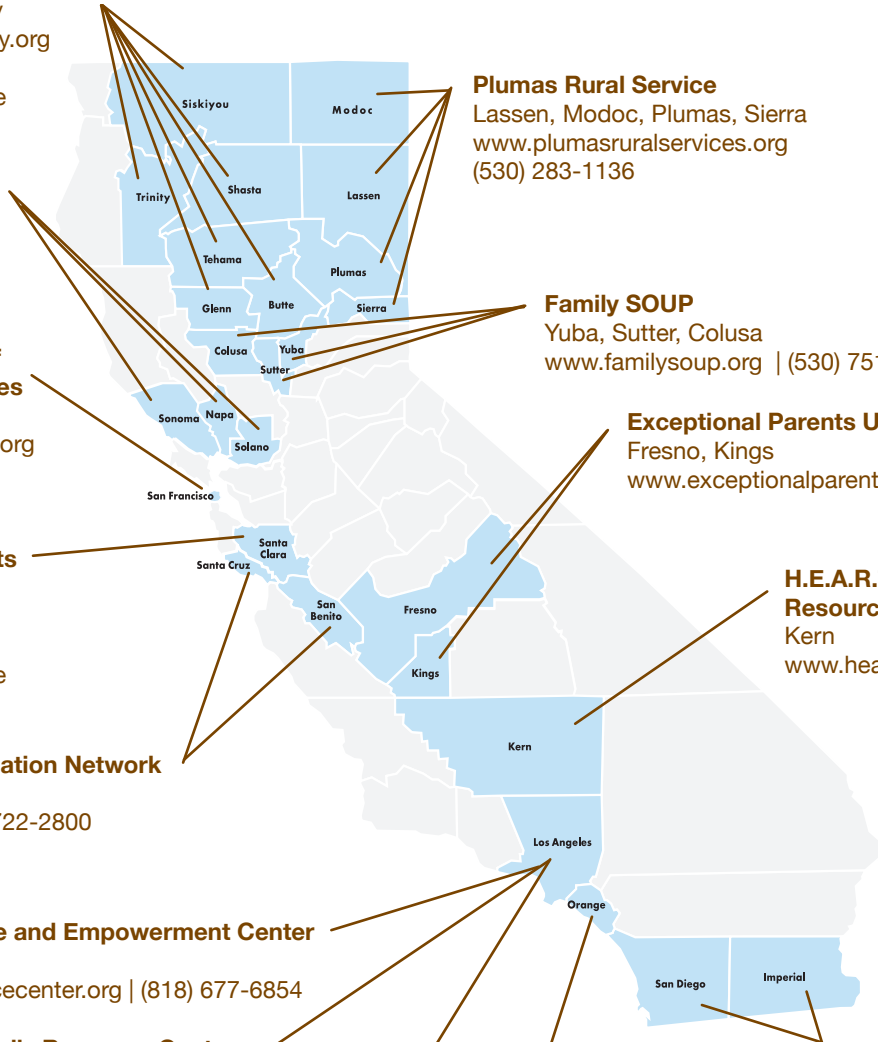 y.org
Plumas Rural Service
Lassen, Modoc, Plumas, Sierra
www.plumasruralservices.org
(530) 283-1136
Siskiyou
Modoc
Trinity
Shasta
Lassen
Tehama
Plumas
Glenn
Butte
Sierra
Colusa
Yuba
Sutter
Family SOUP
Yuba, Sutter, Colusa
www.familysoup.org | (530) 751
es
Sonoma
Napa
Solano
org
San Francisco
Exceptional Parents U
Fresno, Kings
www.exceptionalparent
ts
Santa
Clara
Santa Cruz
San
Benito
Fresno
Kings
H.E.A.R.
Resourc
Kern
www.hea
e
ation Network
722-2800
Kern
Los Angeles
Orange
e and Empowerment Center
cecenter.org | (818) 677-6854
San Diego
Imperial